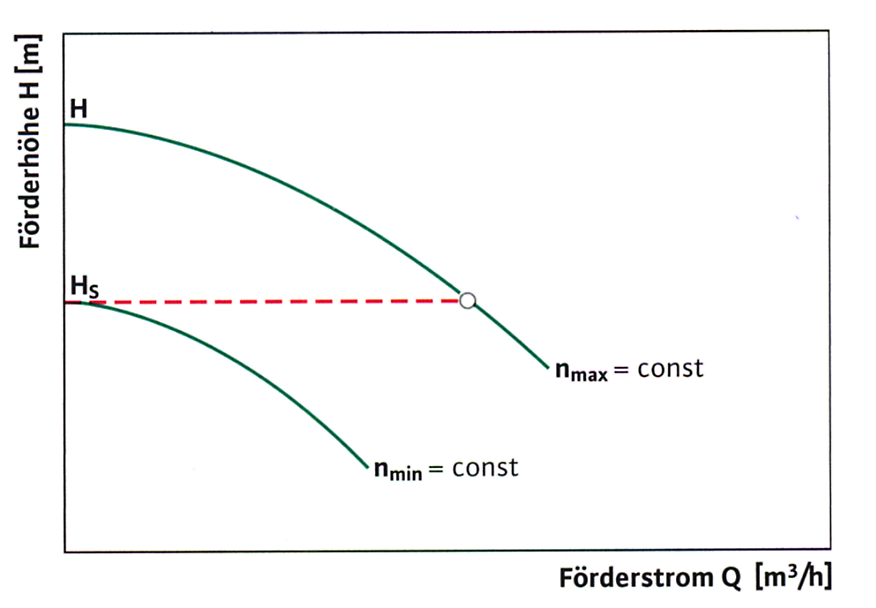 Förderhöhe H [m]
H
Hₛ
nmax = const
nmin = const
Förderstrom Q [m³/h]